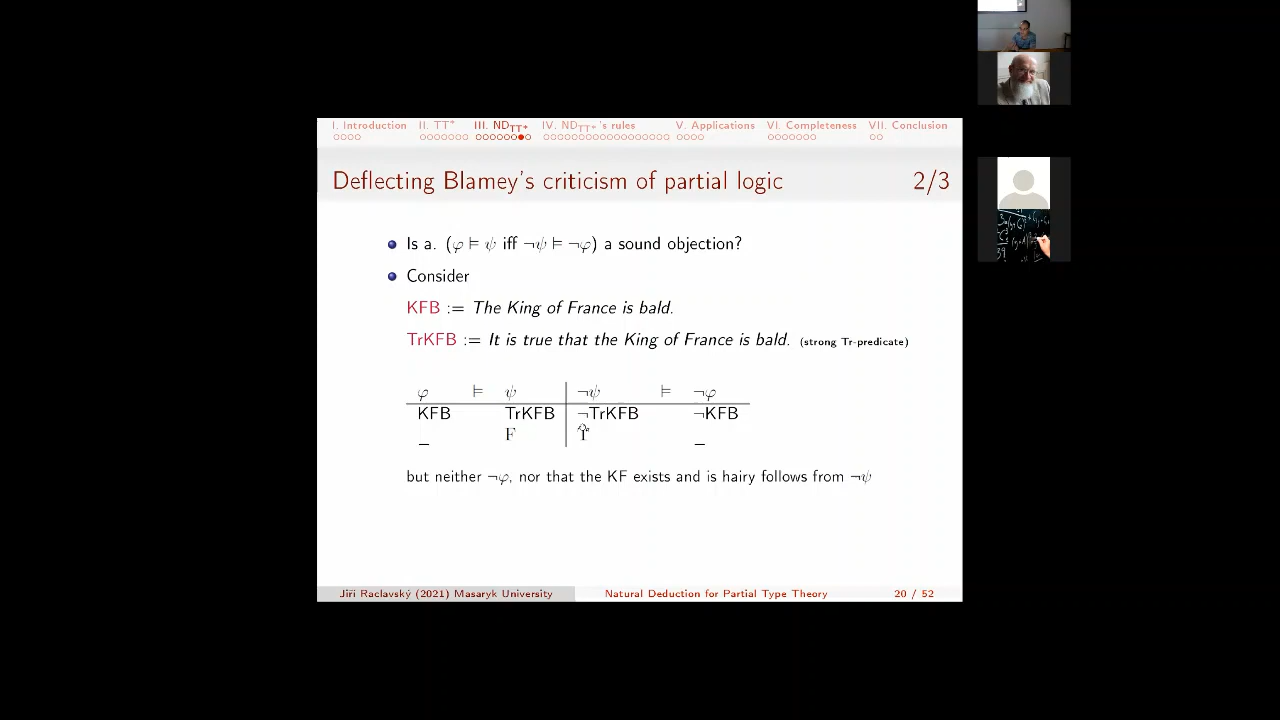 I. Introduction II. TT* III. ND_TT* IV. ND_TT*'s rules V. Applications VI. Completeness VII. Conclusion
Deflecting Blamey's criticism of partial logic 2/3
Is a. (φ ⊨ ψ iff ¬ψ ⊨ ¬φ) a sound objection?
Consider
KFB := The King of France is bald.
TrKFB := It is true that the King of France is bald. (strong Tr-predicate)
φ ⊨ ψ ¬ψ ⊨ ¬φ
KFB TrKFB ¬TrKFB ¬KFB
_ F T _
but neither ¬φ, nor that the KF exists and is hairy follows from ¬ψ
Jiří Raclavský (2021) Masaryk University Natural Deduction for Partial Type Theory 20 / 52